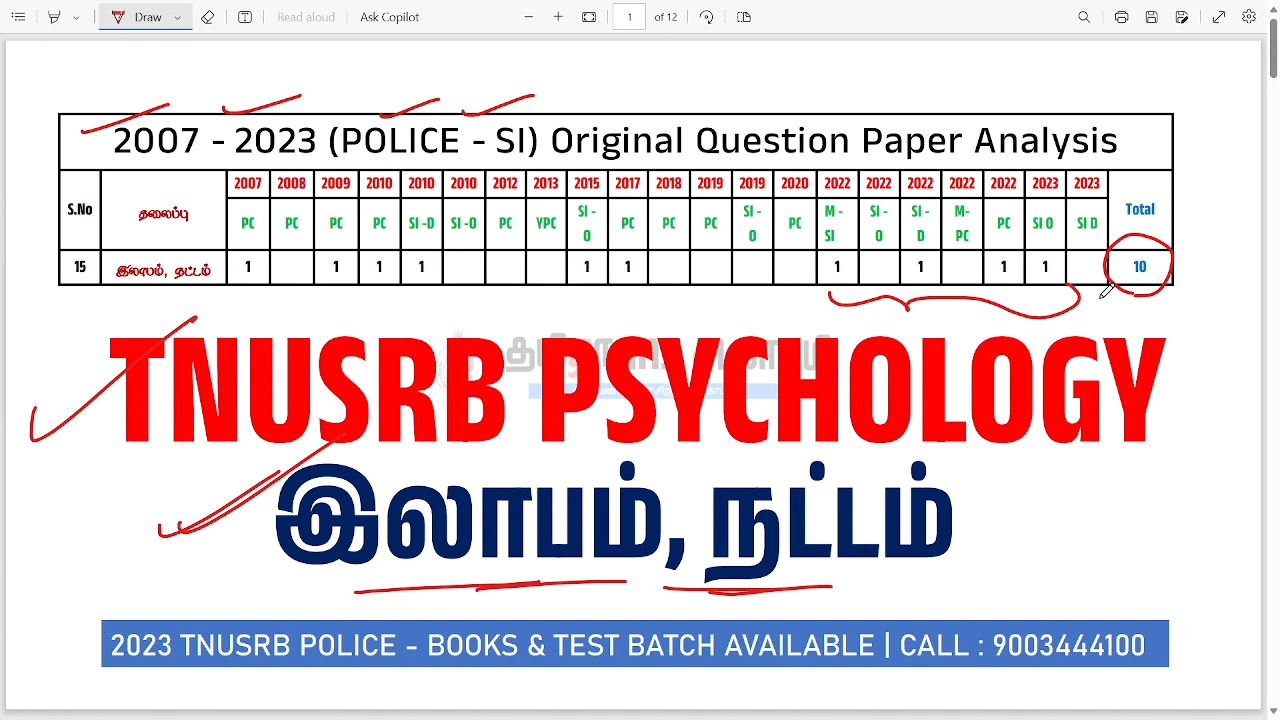 Draw
Read aloud
Ask Copilot
1
of 12
2007 - 2023 (POLICE - SI) Original Question Paper Analysis
S.No தலைப்பு 2007 2008 2009 2010 2010 2010 2012 2013 2015 2017 2018 2019 2019 2020 2022 2022 2022 2022 2022 2023 2023 Total
PC PC PC PC SI -D SI -O PC YPC SI - O PC PC PC SI - O PC M - SI SI - O SI - D M- PC PC SI O SI D
15 இலாபம், நட்டம் 1 1 1 1 1 1 1 1 1 1 10
TNUSRB PSYCHOLOGY
இலாபம், நட்டம்
2023 TNUSRB POLICE - BOOKS & TEST BATCH AVAILABLE | CALL : 9003444100